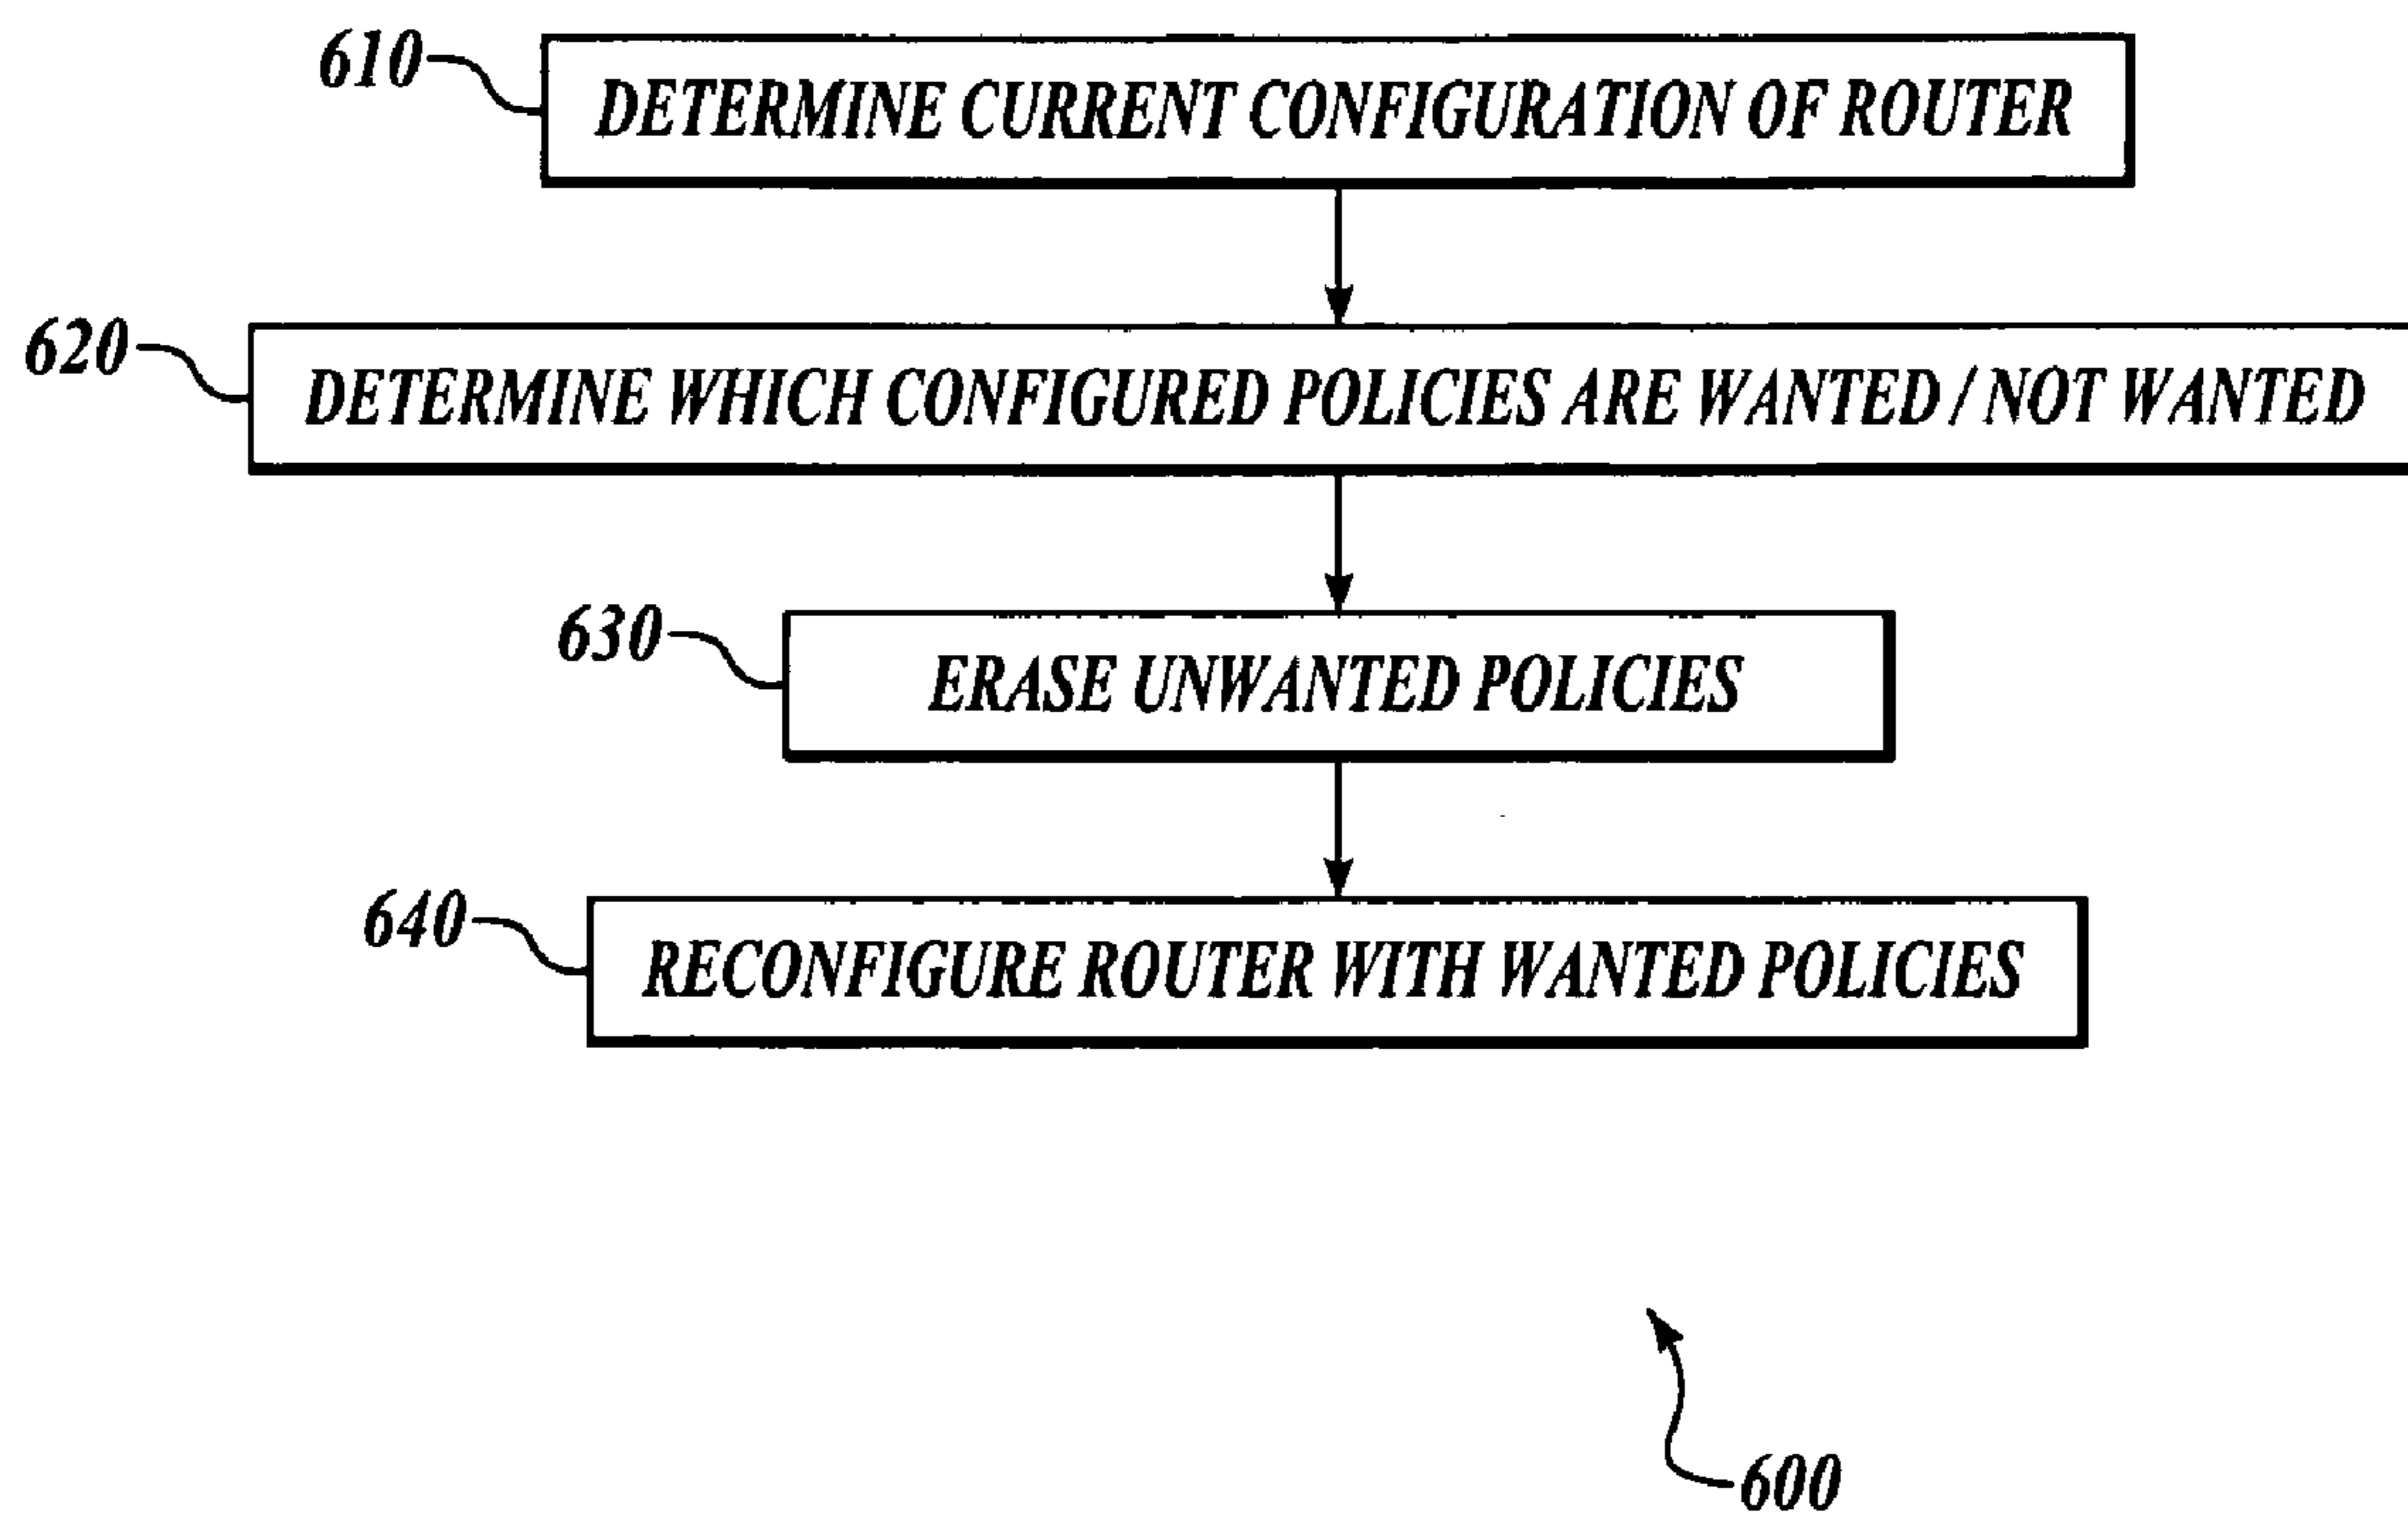 610
DETERMINE CURRENT CONFIGURATION OF ROUTER
620
DETERMINE WHICH CONFIGURED POLICIES ARE WANTED / NOT WANTED
630
ERASE UNWANTED POLICIES
640
RECONFIGURE ROUTER WITH WANTED POLICIES
600